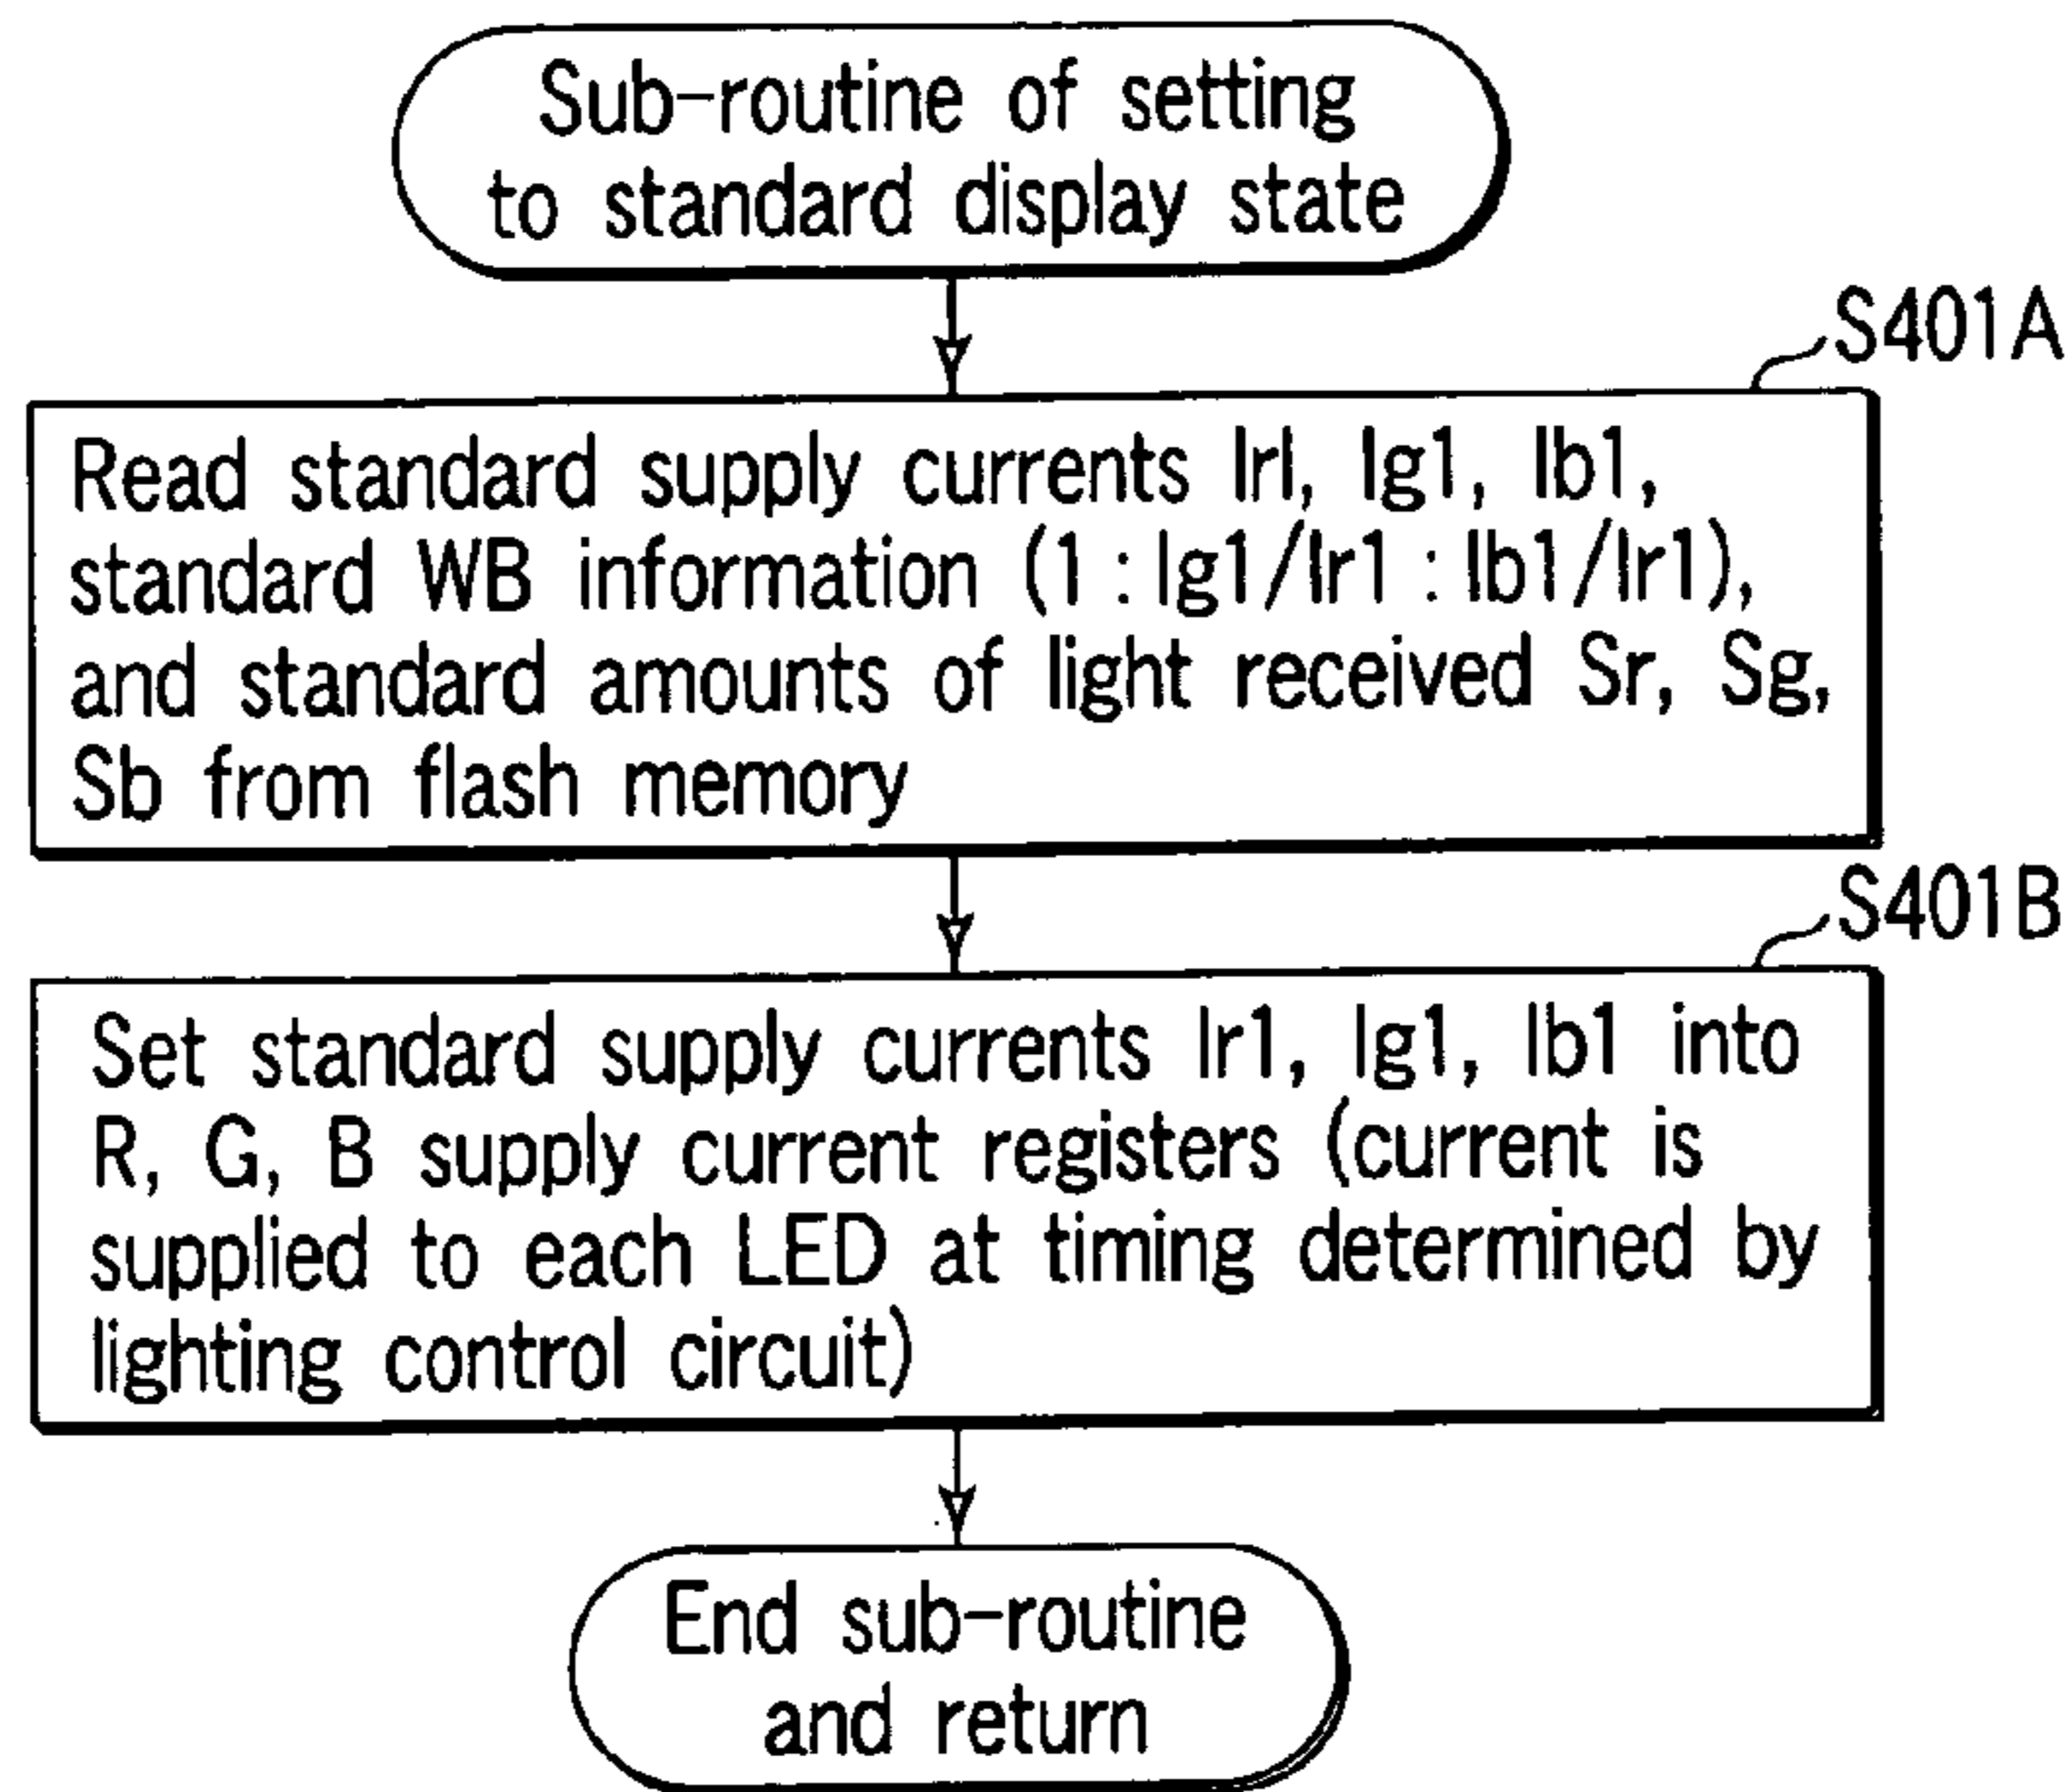 Sub-routine of setting
to standard display state
S401A
Read standard supply currents Irl, Ig1, Ib1,
standard WB information (1 : Ig1/Ir1 : Ib1/Ir1),
and standard amounts of light received Sr, Sg,
Sb from flash memory
S401B
Set standard supply currents Ir1, Ig1, Ib1 into
R, G, B supply current registers (current is
supplied to each LED at timing determined by
lighting control circuit)
End sub-routine
and return